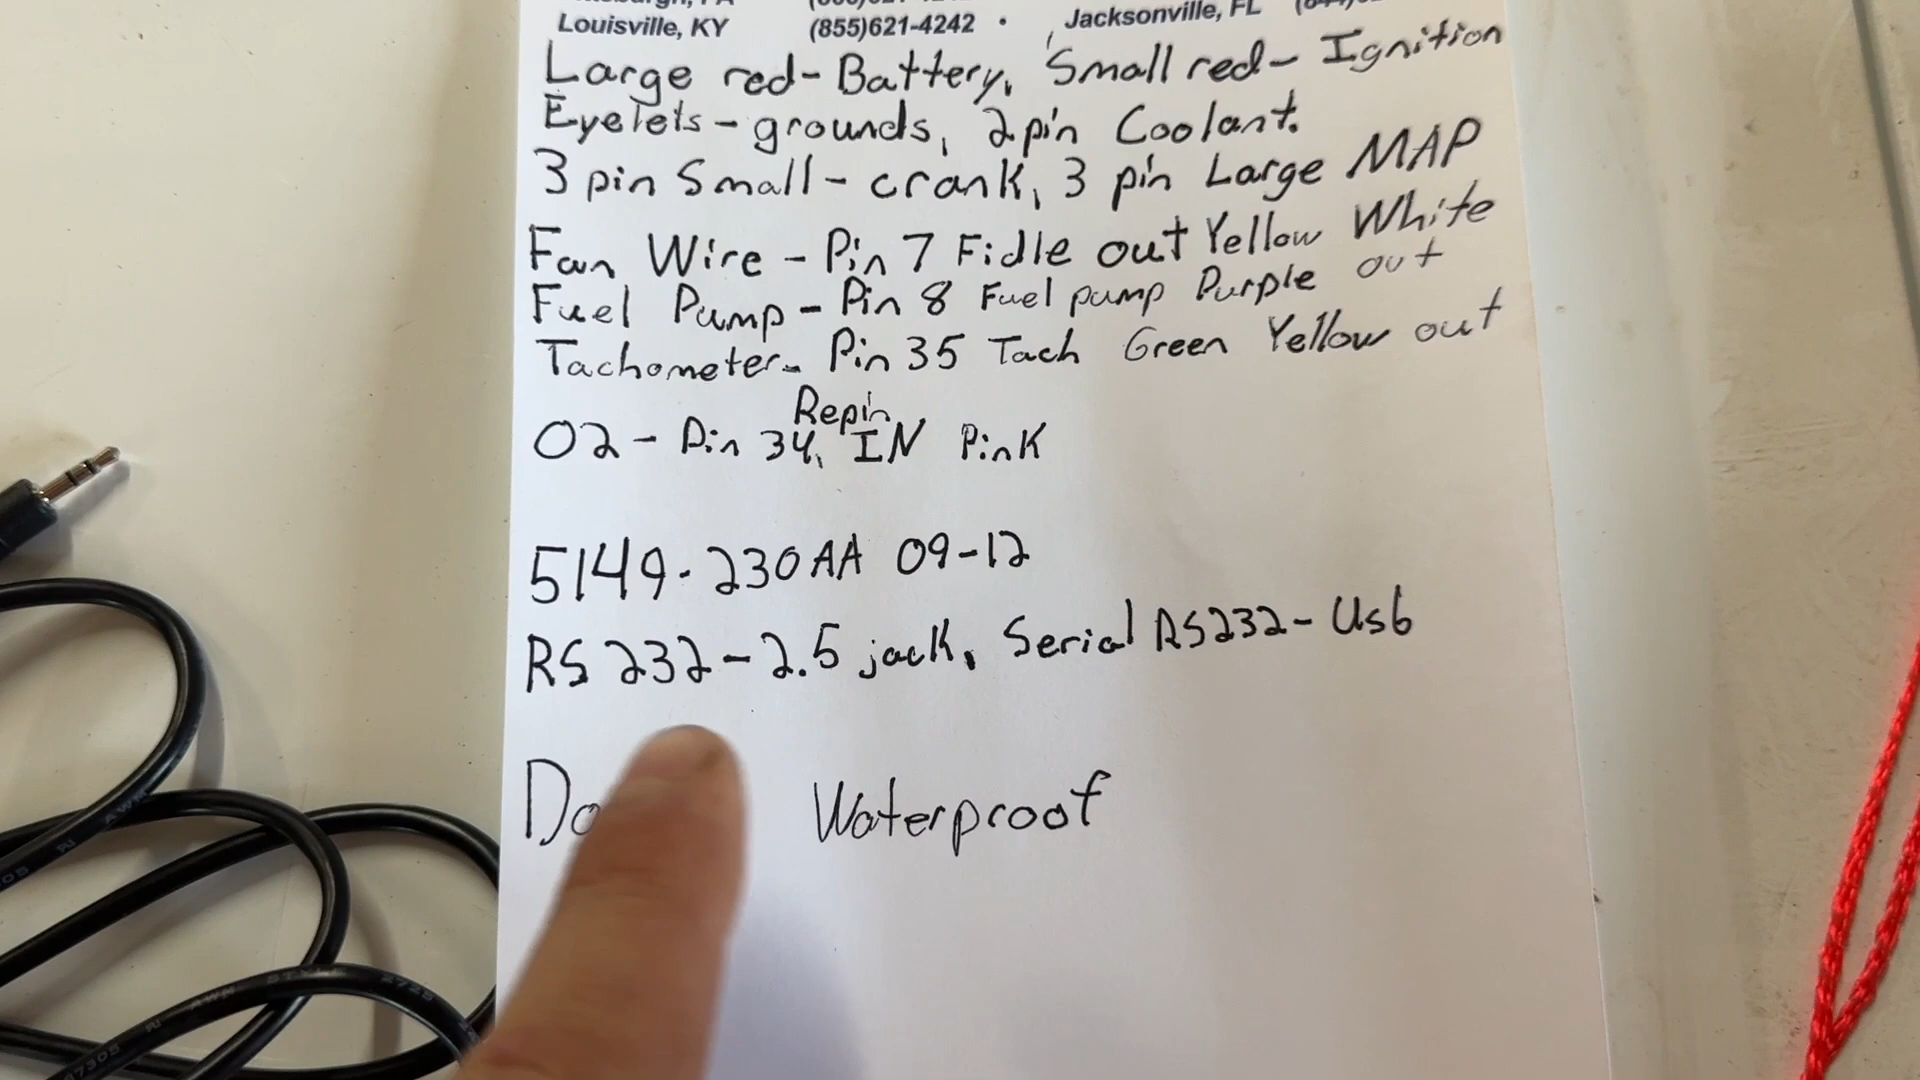 Louisville, KY (855)621-4242 • Jacksonville, FL
Large red- Battery, Small red- Ignition
Eyelets - grounds, 2 pin Coolant.
3 pin Small - crank, 3 pin Large MAP
Fan Wire - Pin 7 Fidle out Yellow White
Fuel Pump - Pin 8 Fuel pump Purple out
Tachometer - Pin 35 Tach Green Yellow out
Repin
O2 - Pin 34, IN Pink
5149-230AA 09-12
RS232-2.5 jack, Serial RS232-Usb
Waterproof